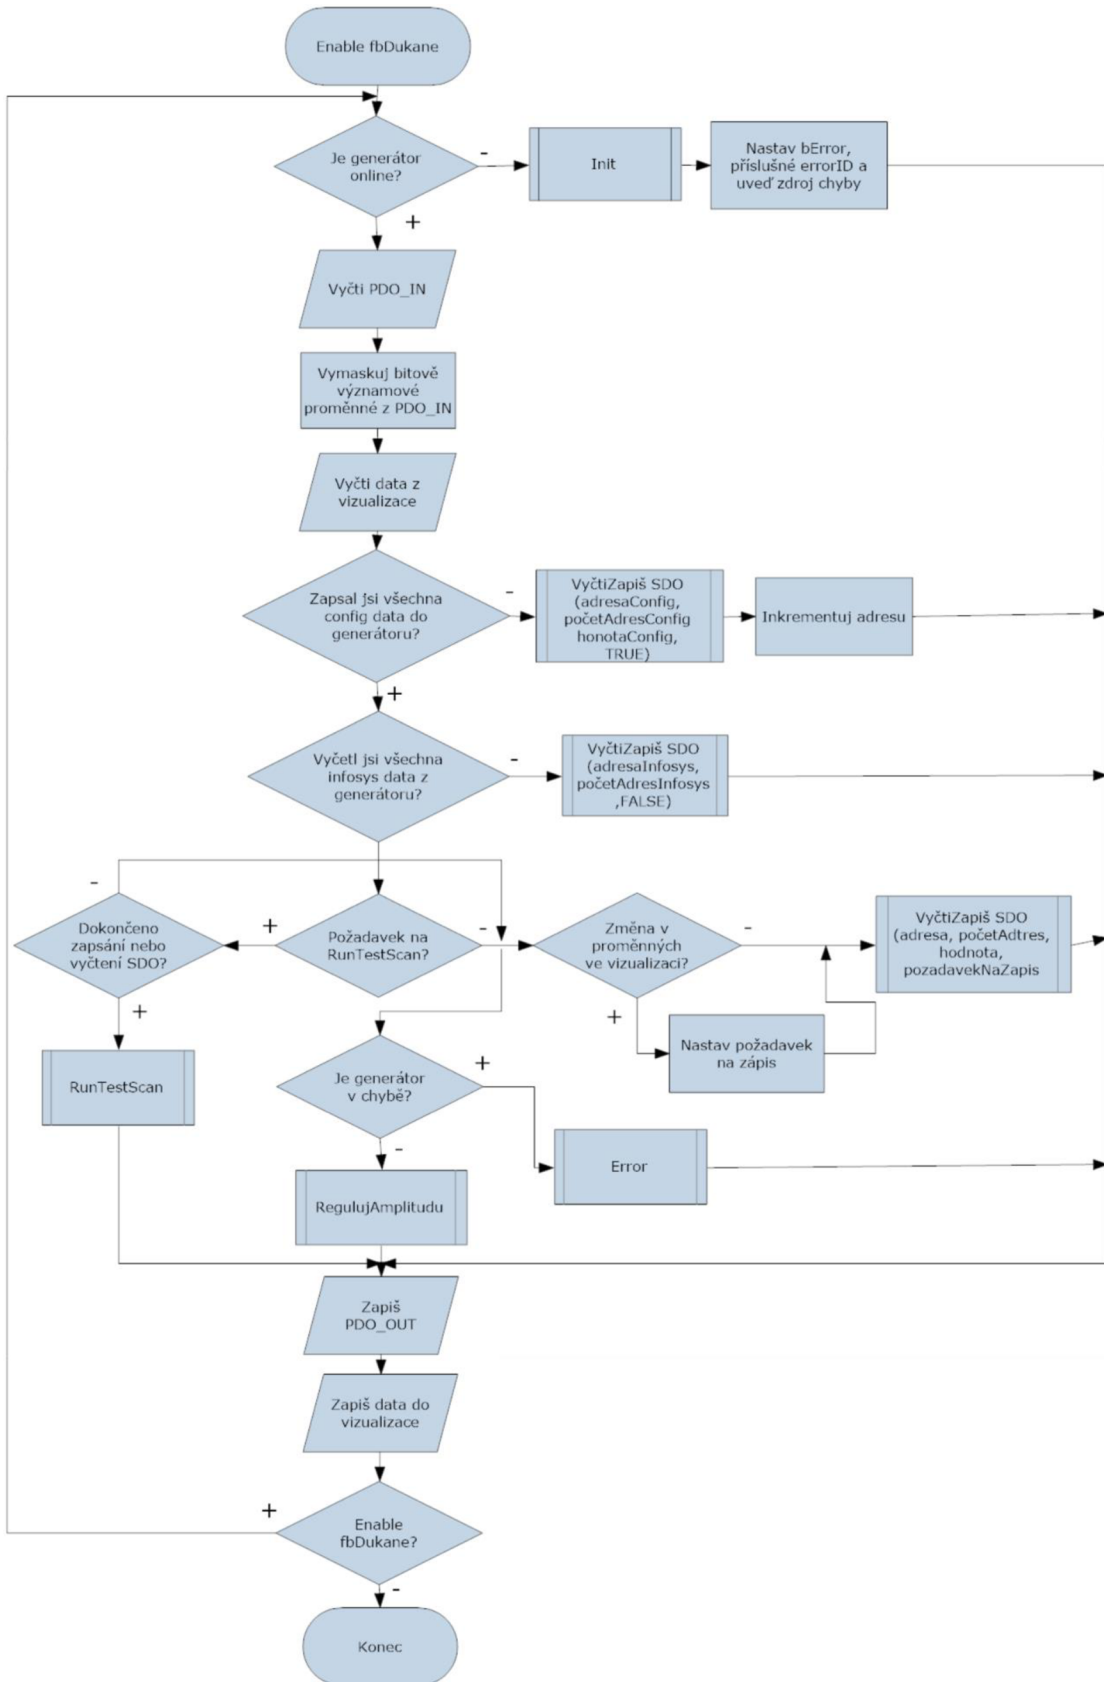 Enable fbDukane
Je generátor
online?
-
Init
Nastav bError,
příslušné errorID a
uveď zdroj chyby
+
Vyčti PDO_IN
Vymaskuj bitově
významové
proměnné z PDO_IN
Vyčti data z
vizualizace
Zapsal jsi všechna
config data do
generátoru?
-
VyčtiZapiš SDO
(adresaConfig,
početAdresConfig
honotaConfig,
TRUE)
Inkrementuj adresu
+
Vyčetl jsi všechna
infosys data z
generátoru?
-
VyčtiZapiš SDO
(adresaInfosys,
početAdresInfosys
,FALSE)
-
Dokončeno
zapsání nebo
vyčtení SDO?
+
Požadavek na
RunTestScan?
-
Změna v
proměnných
ve vizualizaci?
-
VyčtiZapiš SDO
(adresa, početAdtres,
hodnota,
pozadavekNaZapis
+
RunTestScan
+
Nastav požadavek
na zápis
Je generátor
v chybě?
+
Error
-
RegulujAmplitudu
Zapiš
PDO_OUT
Zapiš data do
vizualizace
+
Enable
fbDukane?
-
Konec